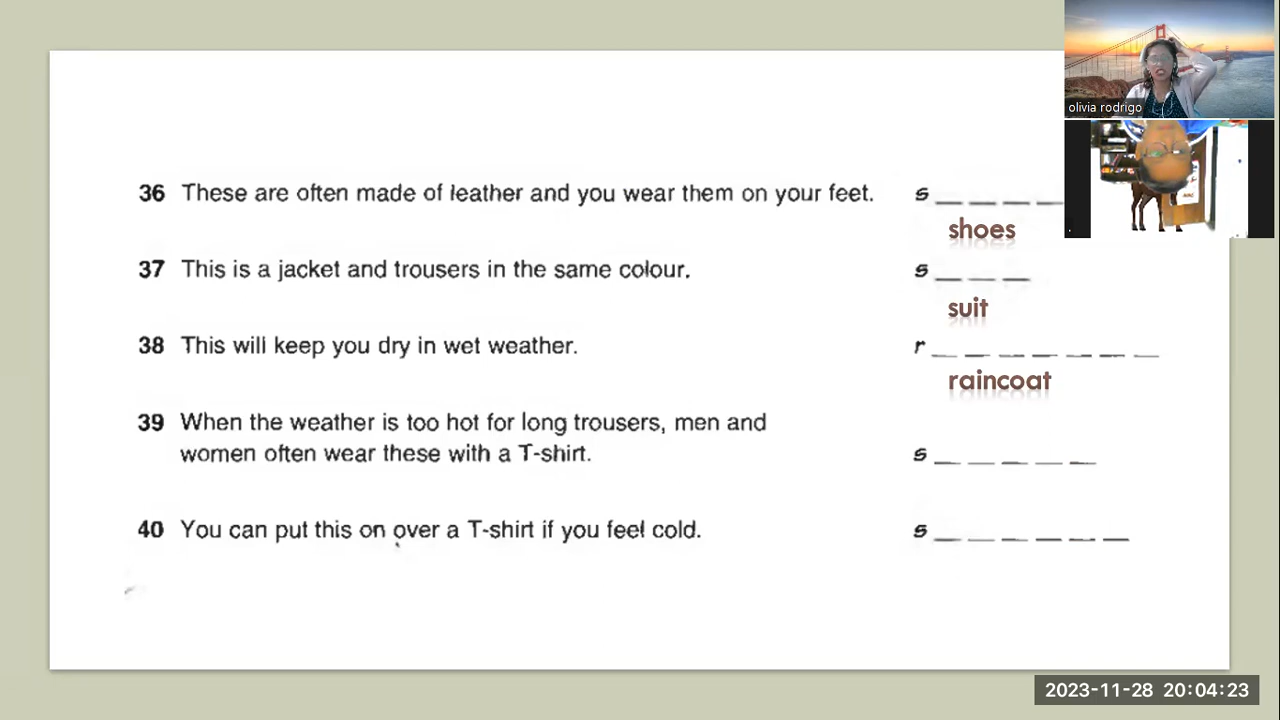 olivia rodrigo
36 These are often made of leather and you wear them on your feet. s _ _ _ _
shoes
37 This is a jacket and trousers in the same colour. s _ _ _
suit
38 This will keep you dry in wet weather. r _ _ _ _ _ _ _
raincoat
39 When the weather is too hot for long trousers, men and
women often wear these with a T-shirt. s _ _ _ _ _
40 You can put this on over a T-shirt if you feel cold. s _ _ _ _ _ _
2023-11-28 20:04:23